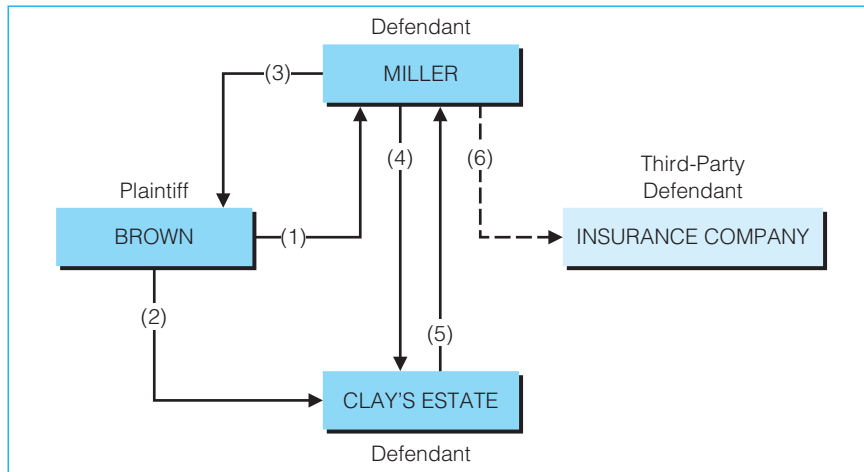 Defendant
MILLER
(3)
(4)
(6)
Third-Party
Defendant
Plaintiff
BROWN
(1)
INSURANCE COMPANY
(2)
(5)
CLAY'S ESTATE
Defendant